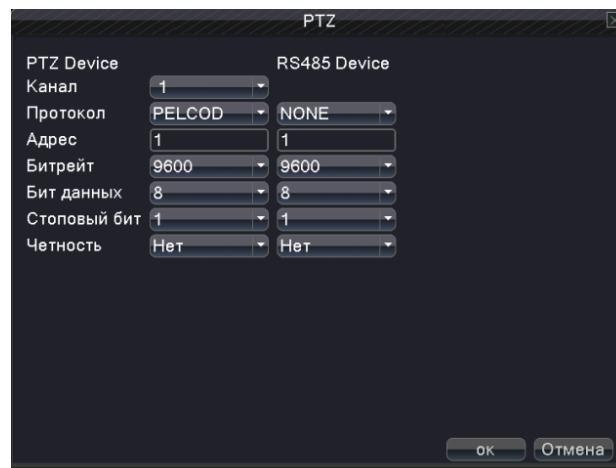 PTZ
PTZ Device RS485 Device
Канал 1
Протокол PELCOD NONE
Адрес 1 1
Битрейт 9600 9600
Бит данных 8 8
Стоповый бит 1 1
Четность Нет Нет
ок Отмена